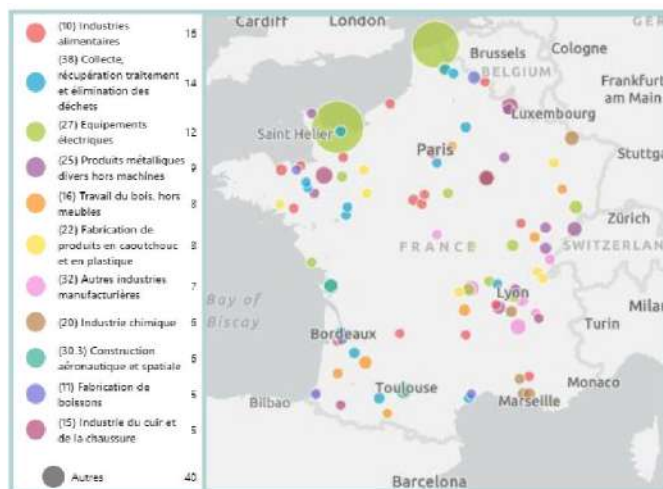 (10) Industries
alimentaires
16
(38) Collecte,
récupération traitement
et élimination des
déchets
14
(27) Equipements
électriques
12
(25) Produits métalliques
divers hors machines
9
(16) Travail du bois, hors
meubles
8
(22) Fabrication de
produits en caoutchouc
et en plastique
8
(32) Autres industries
manufacturières
7
(20) Industrie chimique
6
(30.3) Construction
aéronautique et spatiale
6
(11) Fabrication de
boissons
(15) Industrie du cuir et
de la chaussure
5
Autres
40
Cardiff
London
Brussels
Cologne
BELGIUM
Frankfurt
am Main
Luxembourg
Saint Helier
Paris
Stuttga
Zürich
FRANCE
SWITZERLAN
Lyon
Bay of
Biscay
Milan
Turin
Bordeaux
Monaco
Toulouse
Marseille
Bilbao
Barcelona